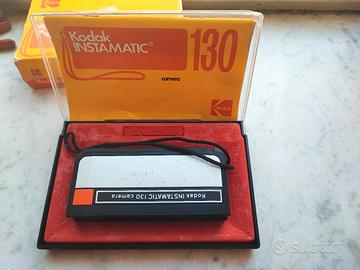 Kodak
INSTAMATIC®
130
camera
Kodak
Kodak INSTAMATIC 130 camera
subito